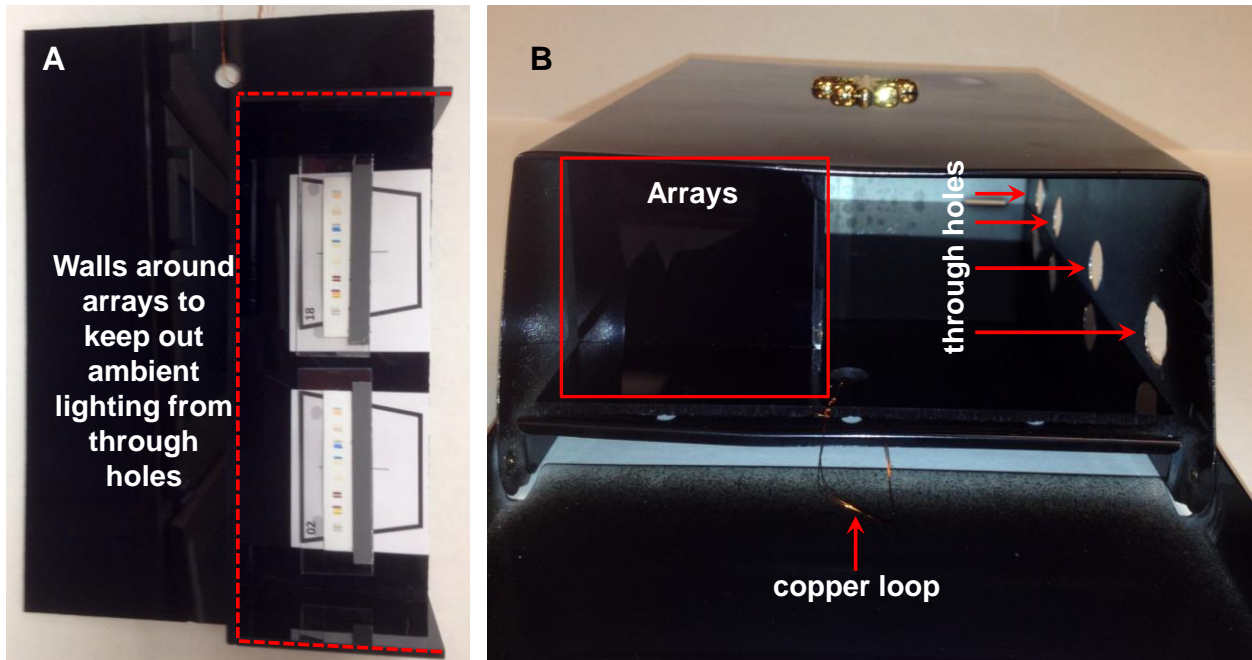 A
Walls around
arrays to
keep out
ambient
lighting from
through
holes
18
02
B
Arrays
through holes
copper loop